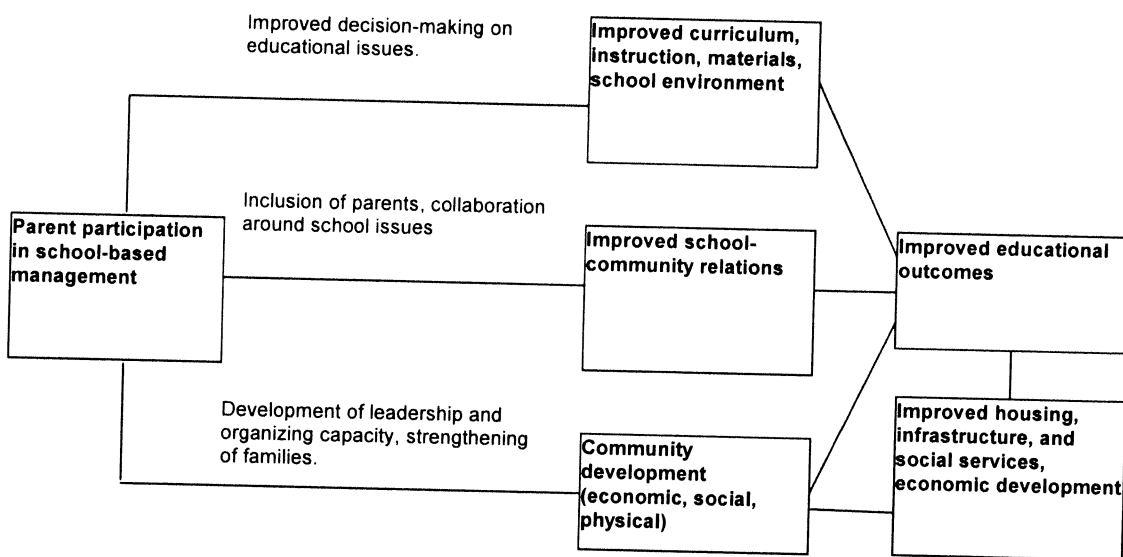 Improved decision-making on
educational issues.
Improved curriculum,
instruction, materials,
school environment
Inclusion of parents, collaboration
around school issues
Parent participation
in school-based
management
Improved school-
community relations
Improved educational
outcomes
Development of leadership and
organizing capacity, strengthening
of families.
Community
development
(economic, social,
physical)
Improved housing,
infrastructure, and
social services,
economic development